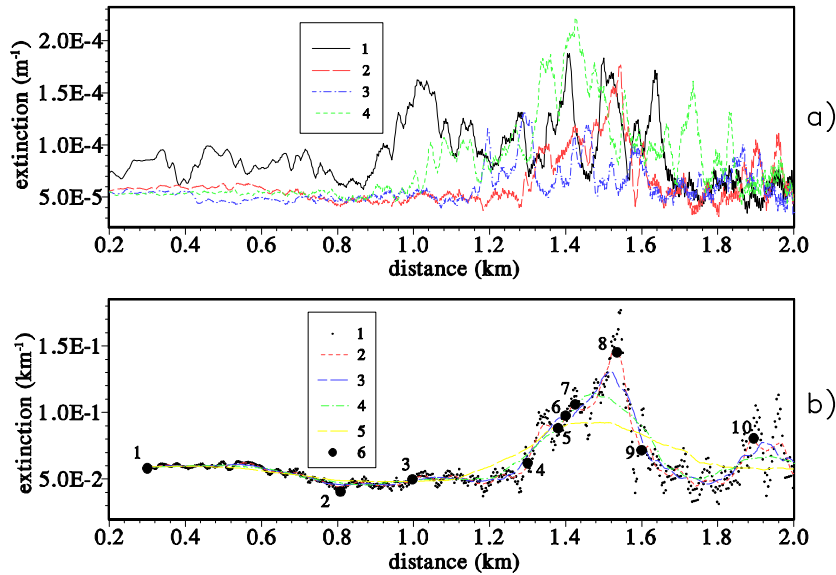 extinction (m-1)
2.0E-4
1.5E-4
1.0E-4
5.0E-5
1
2
3
4
a)
0.2 0.4 0.6 0.8 1.0 1.2 1.4 1.6 1.8 2.0
distance (km)
extinction (km-1)
1.5E-1
1.0E-1
5.0E-2
1
2
3
4
5
6
1
2
3
4
5
6
7
8
9
10
b)
0.2 0.4 0.6 0.8 1.0 1.2 1.4 1.6 1.8 2.0
distance (km)